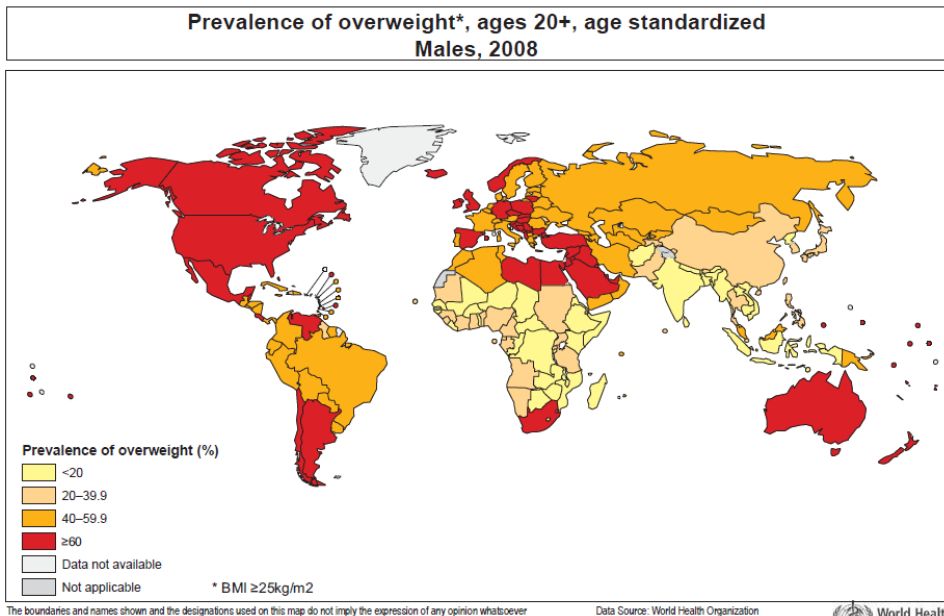 Prevalence of overweight*, ages 20+, age standardized
Males, 2008
Prevalence of overweight (%)
<20
20–39.9
40–59.9
≥60
Data not available
Not applicable
* BMI ≥25kg/m2
The boundaries and names shown and the designations used on this map do not imply the expression of any opinion whatsoever
Data Source: World Health Organization
World Healt